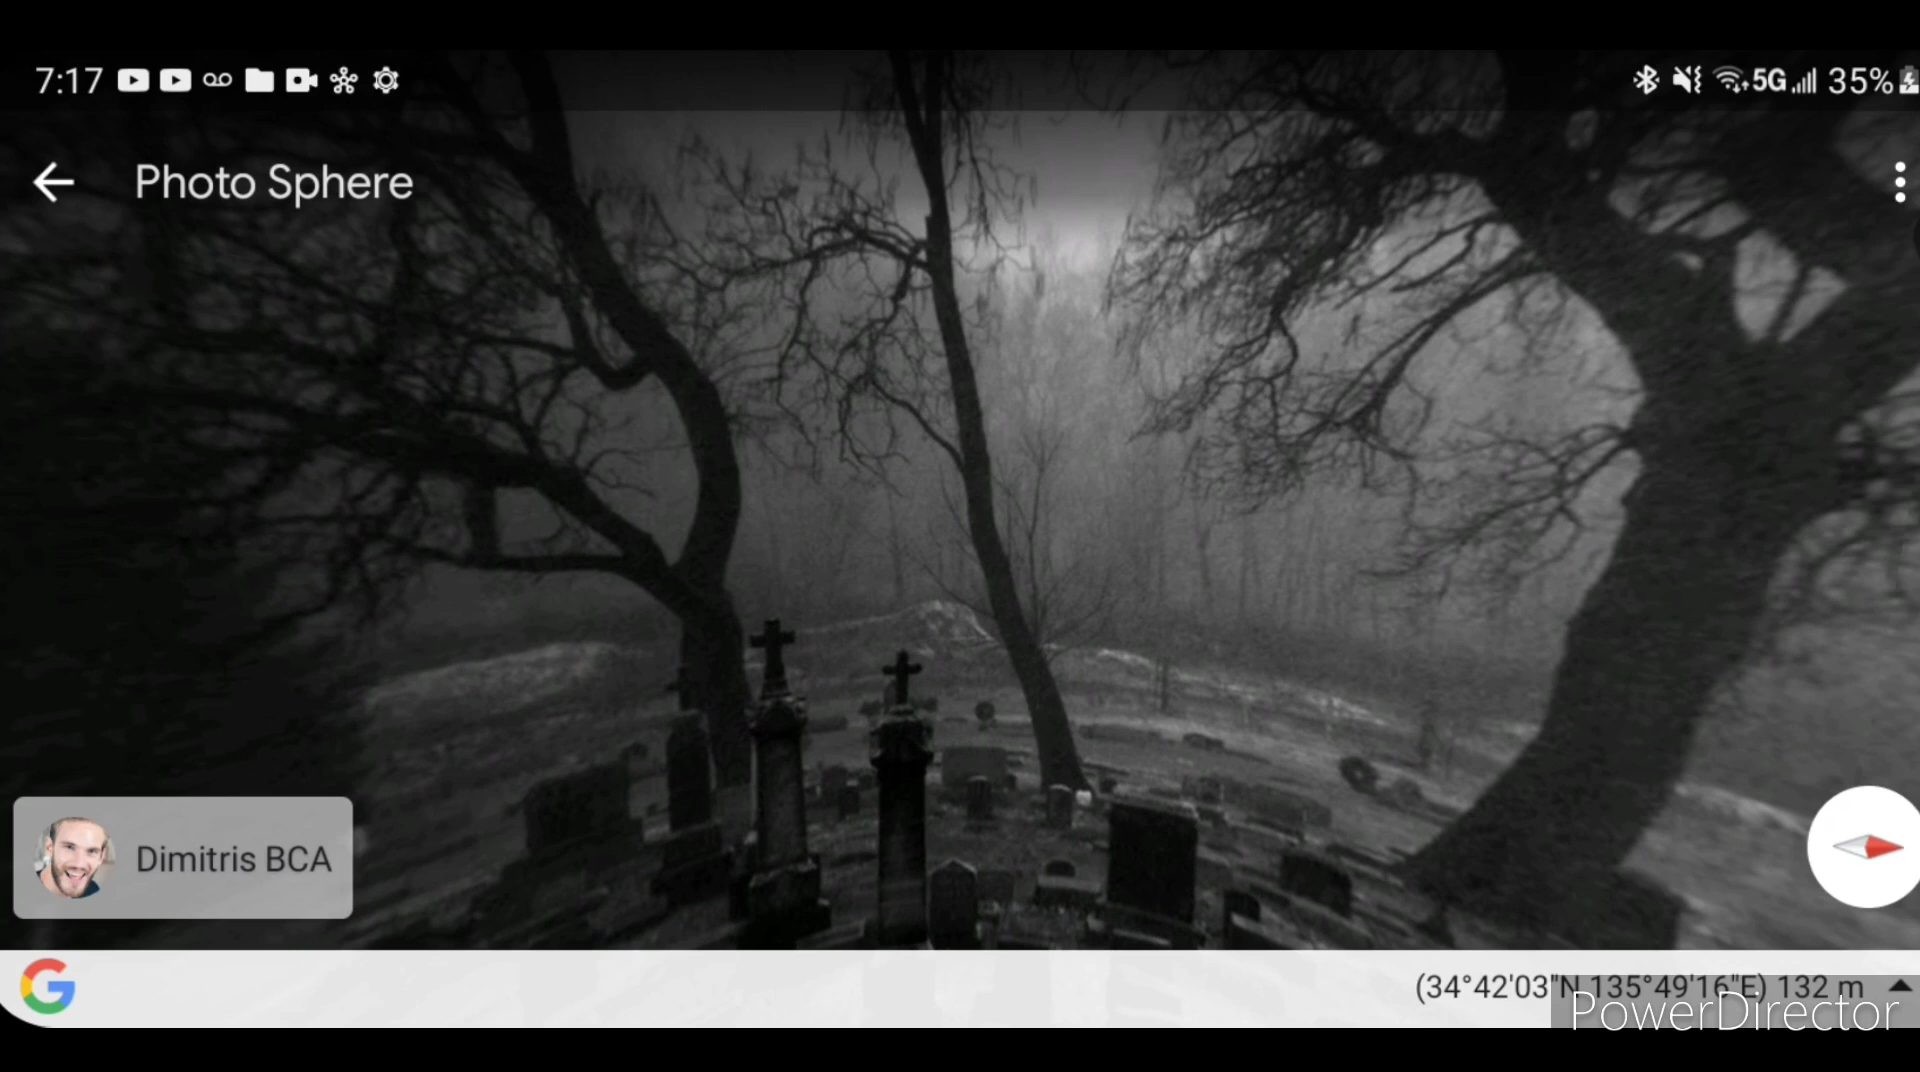 7:17 5G 35%
Photo Sphere
Dimitris BCA
(34°42'03"N 135°49'16"E) 132 m
PowerDirector